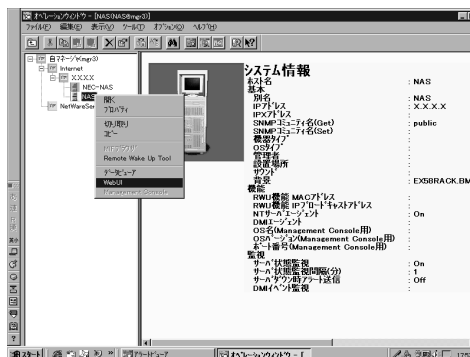 オペレーションウィンドウ - [NAS(NAS@mgr3)]
ファイル(F) 編集(E) 表示(V) ツール(T) オプション(O) ヘルプ(H)
自マネージャ(mgr3)
Internet
XXXX
NEC-NAS
NAS
NetWareSer
開く
プロパティ
切り取り
コピー
Remote Wake Up Tool
データビューア
WebUI
Management Console
システム情報
ホスト名 : NAS
基本
別名 : NAS
IPアドレス : X.X.X.X
IPXアドレス :
SNMPコミュニティ名(Get) : public
SNMPコミュニティ名(Set) :
機器タイプ :
OSタイプ :
管理者 :
設置場所 :
サウンド :
背景 : EX58RACK.BM
機能
RWU機能 MACアドレス :
RWU機能 IPブロードキャストアドレス :
NTサーバエージェント : On
DMIエージェント :
OS名(Management Console用) :
OSバージョン(Management Console用) :
ポート番号(Management Console用) :
監視
サーバ状態監視 : On
サーバ状態監視間隔(分) : 1
サーバダウン時アラート送信 : Off
DMIイベント監視 :
スタート
アラートビューア
オペレーションウィンドウ - [